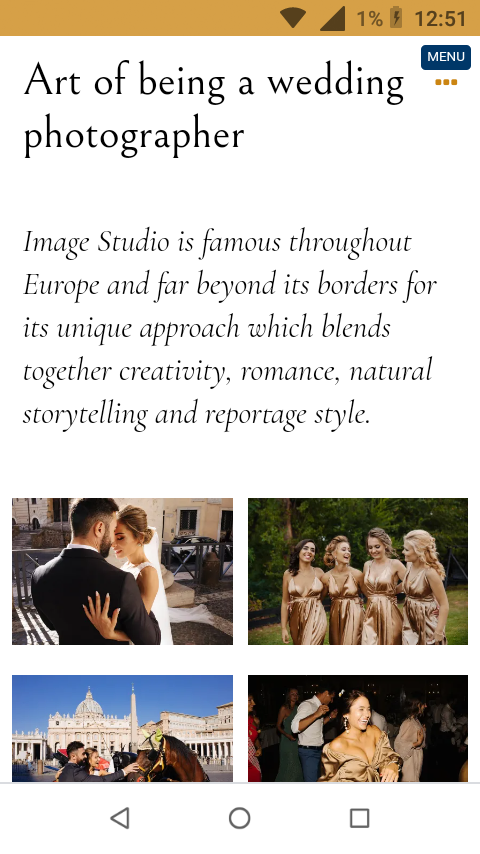 1% 12:51
MENU
Art of being a wedding
photographer
Image Studio is famous throughout
Europe and far beyond its borders for
its unique approach which blends
together creativity, romance, natural
storytelling and reportage style.